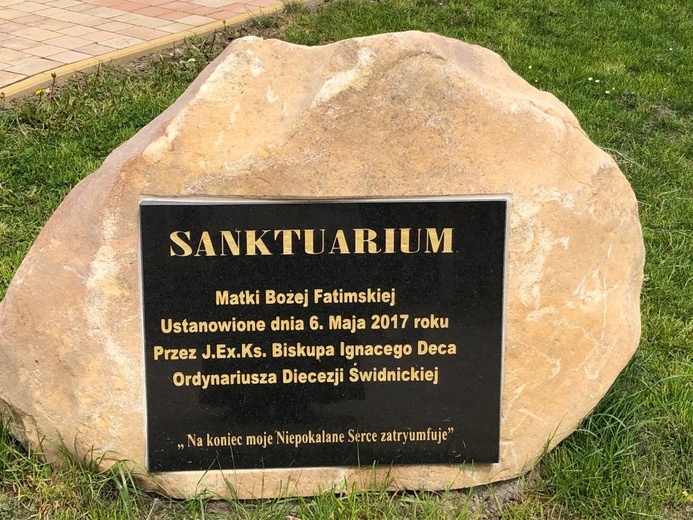 SANKTUARIUM
Matki Bożej Fatimskiej
Ustanowione dnia 6. Maja 2017 roku
Przez J.Ex.Ks. Biskupa Ignacego Deca
Ordynariusza Diecezji Świdnickiej
„Na koniec moje Niepokalane Serce zatryumfuje”